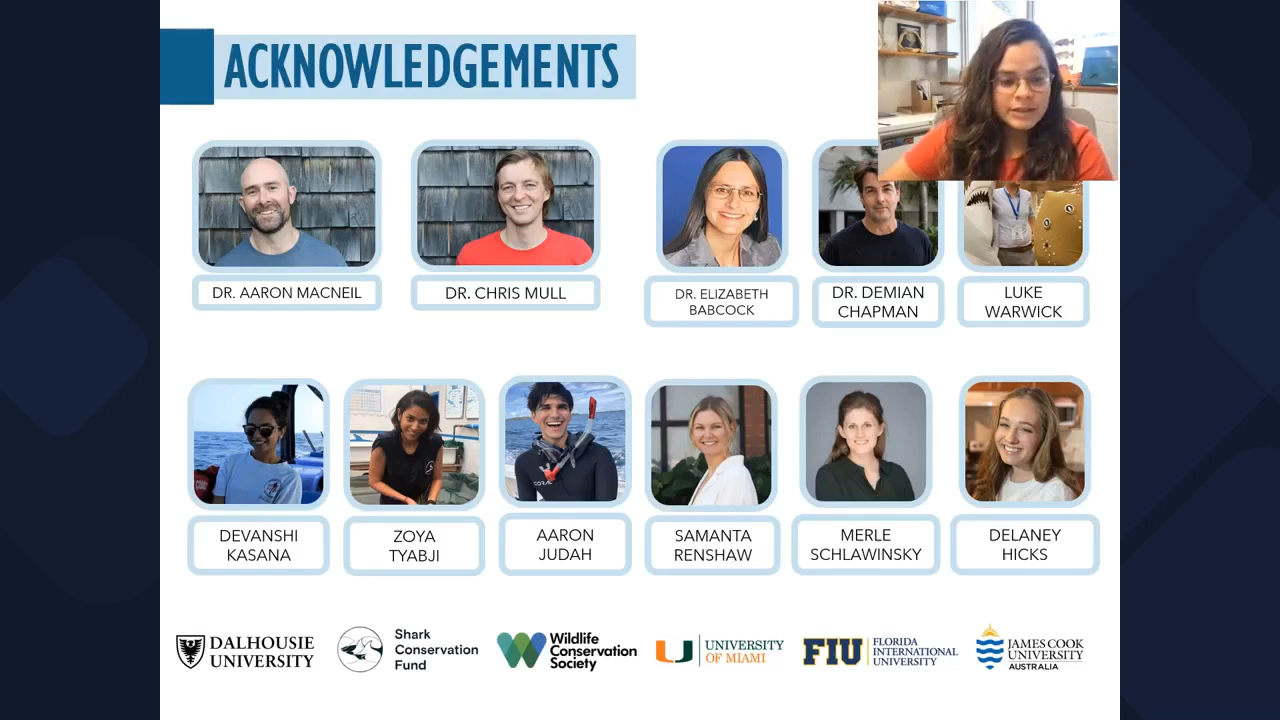 ACKNOWLEDGEMENTS
DR. AARON MACNEIL
DR. CHRIS MULL
DR. ELIZABETH
BABCOCK
DR. DEMIAN
CHAPMAN
LUKE
WARWICK
DEVANSHI
KASANA
ZOYA
TYABJI
AARON
JUDAH
SAMANTA
RENSHAW
MERLE
SCHLAWINSKY
DELANEY
HICKS
DALHOUSIE
UNIVERSITY
Shark
Conservation
Fund
Wildlife
Conservation
Society
UNIVERSITY
OF MIAMI
FIU
FLORIDA
INTERNATIONAL
UNIVERSITY
JAMES COOK
UNIVERSITY
AUSTRALIA